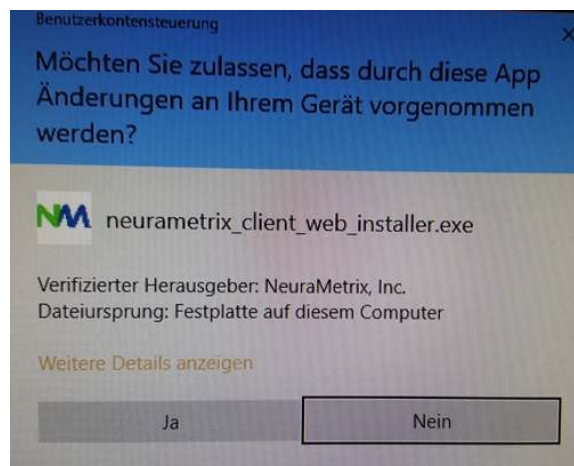 Benutzerkontensteuerung
Möchten Sie zulassen, dass durch diese App
Änderungen an Ihrem Gerät vorgenommen
werden?
NM neurametrix_client_web_installer.exe
Verifizierter Herausgeber: NeuraMetrix, Inc.
Dateiursprung: Festplatte auf diesem Computer
Weitere Details anzeigen
Ja Nein